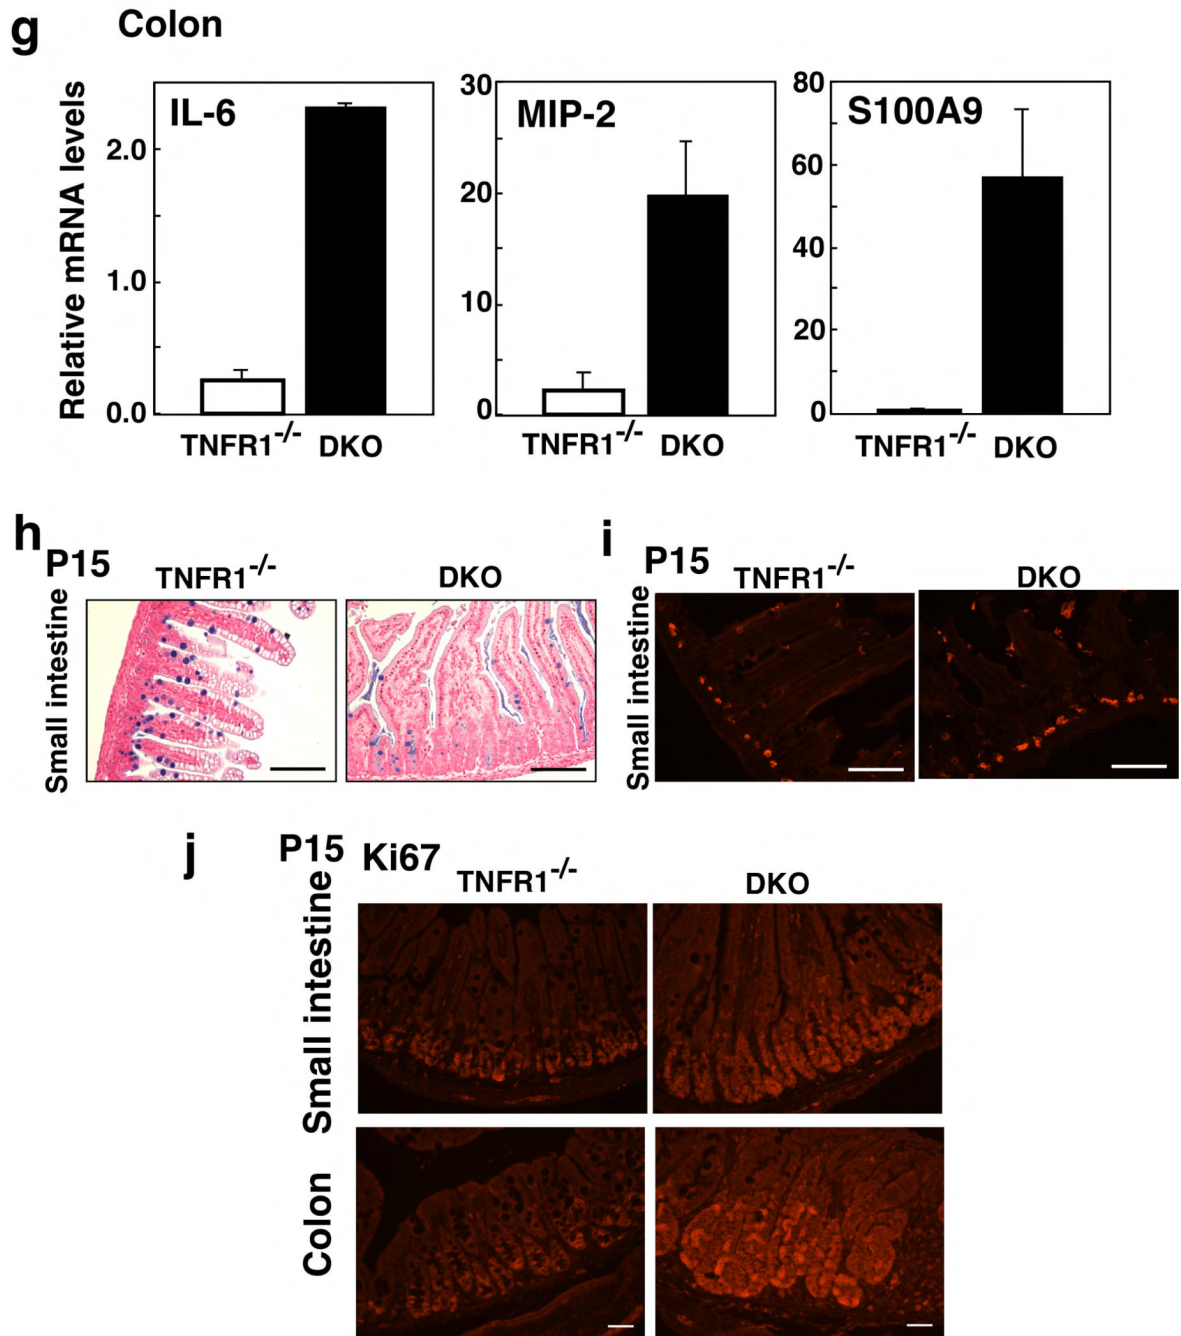 g Colon
Relative mRNA levels
IL-6
2.0
1.0
0.0
TNFR1-/- DKO
MIP-2
30
20
10
0
TNFR1-/- DKO
S100A9
80
60
40
20
0
TNFR1-/- DKO
h P15
TNFR1-/- DKO
Small intestine
i P15
TNFR1-/- DKO
Small intestine
j P15 Ki67
TNFR1-/- DKO
Small intestine
Colon